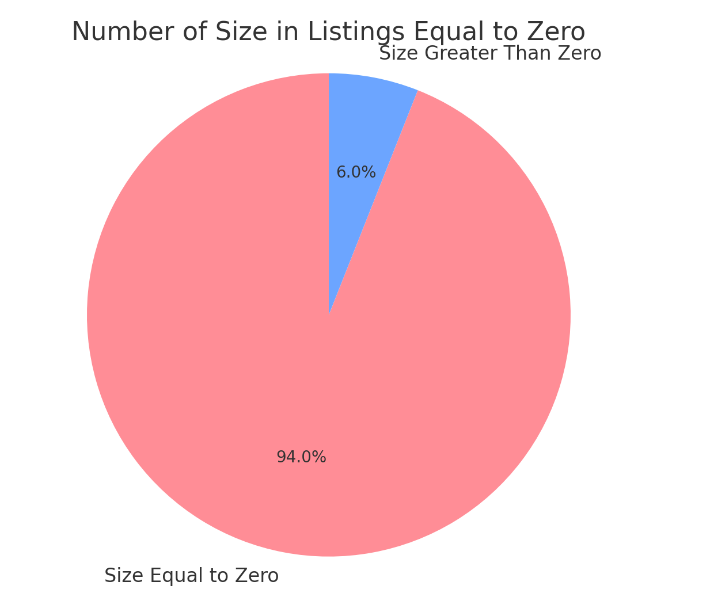 Number of Size in Listings Equal to Zero
Size Greater Than Zero
6.0%
94.0%
Size Equal to Zero